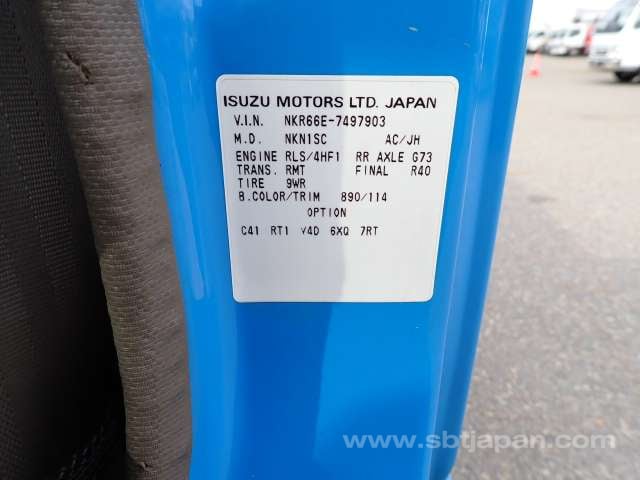 ISUZU MOTORS LTD. JAPAN
V.I.N. NKR66E-7497903
M.D. NKN1SC AC/JH
ENGINE RLS/4HF1 RR AXLE G73
TRANS. RMT FINAL R40
TIRE 9WR
B.COLOR/TRIM 890/114
OPTION
C41 RT1 V4D 6XQ 7RT
www.sbtjapan.com